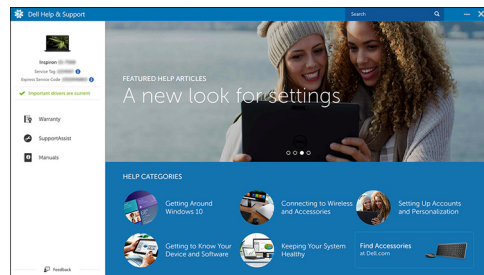 Dell Help & Support
Search
Inspiron
Service Tag
Express Service Code
Important drivers are current
Warranty
SupportAssist
Manuals
Feedback
FEATURED HELP ARTICLES
A new look for settings
HELP CATEGORIES
Getting Around
Windows 10
Connecting to Wireless
and Accessories
Setting Up Accounts
and Personalization
Getting to Know Your
Device and Software
Keeping Your System
Healthy
Find Accessories
at Dell.com